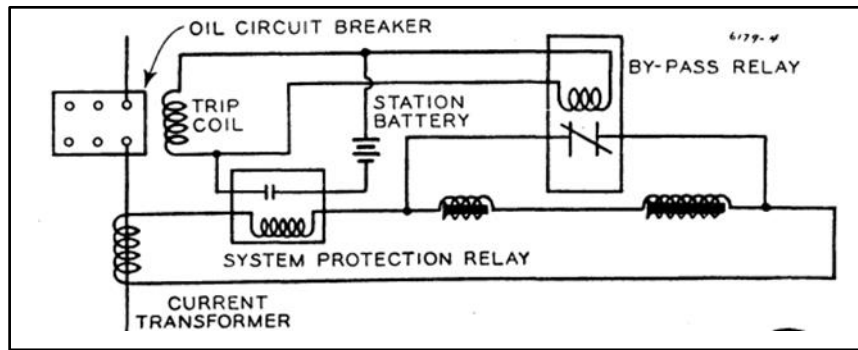 OIL CIRCUIT BREAKER
6179-4
BY-PASS RELAY
TRIP
COIL
STATION
BATTERY
SYSTEM PROTECTION RELAY
CURRENT
TRANSFORMER